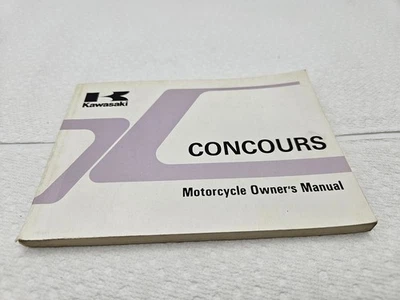 Kawasaki
CONCOURS
Motorcycle Owner's Manual